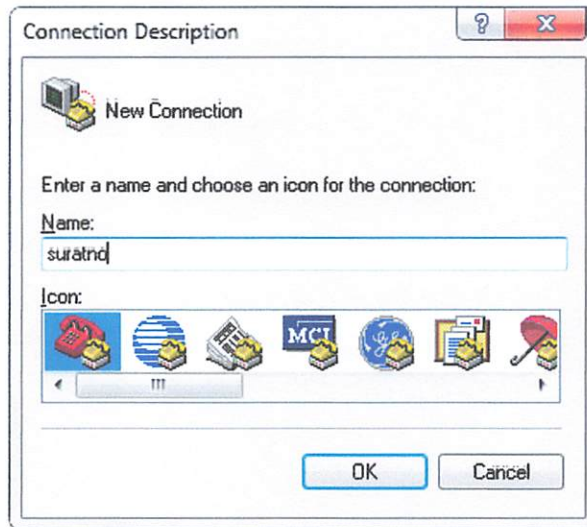 Connection Description
New Connection
Enter a name and choose an icon for the connection:
Name:
suratno
Icon:
MCI
OK
Cancel